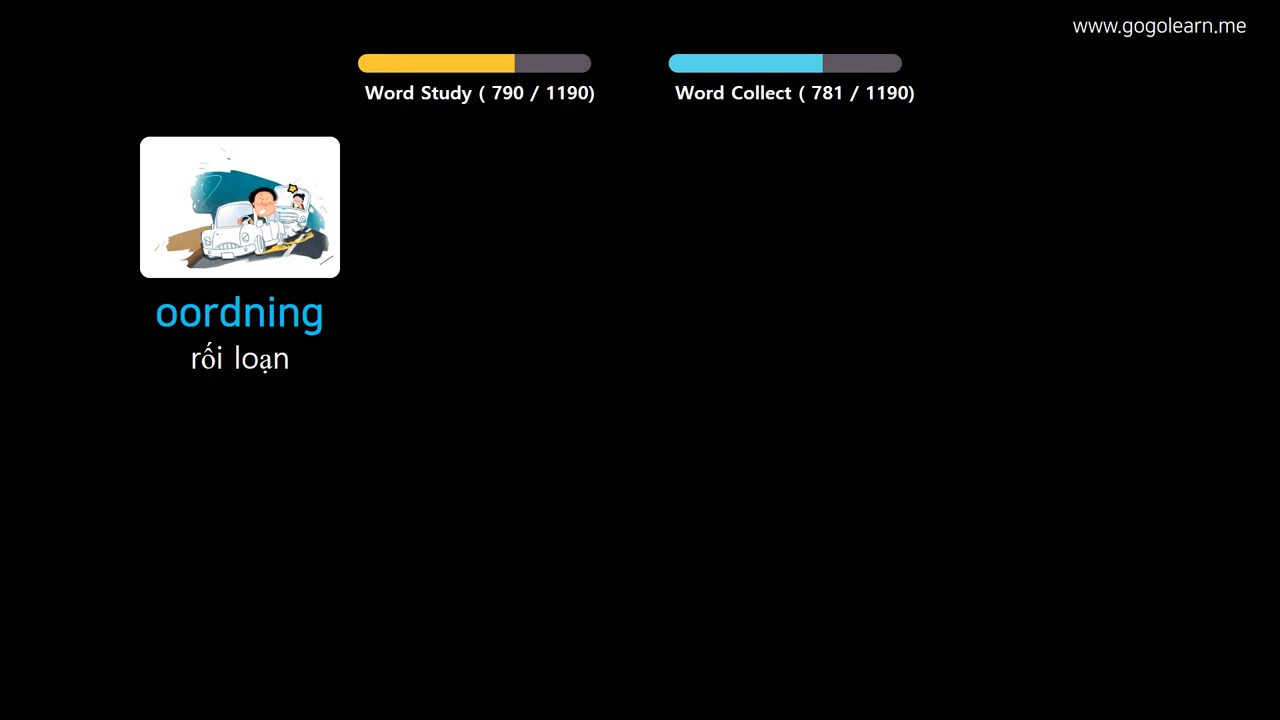 www.gogolearn.me
Word Study ( 790 / 1190)
Word Collect ( 781 / 1190)
oordning
rối loạn